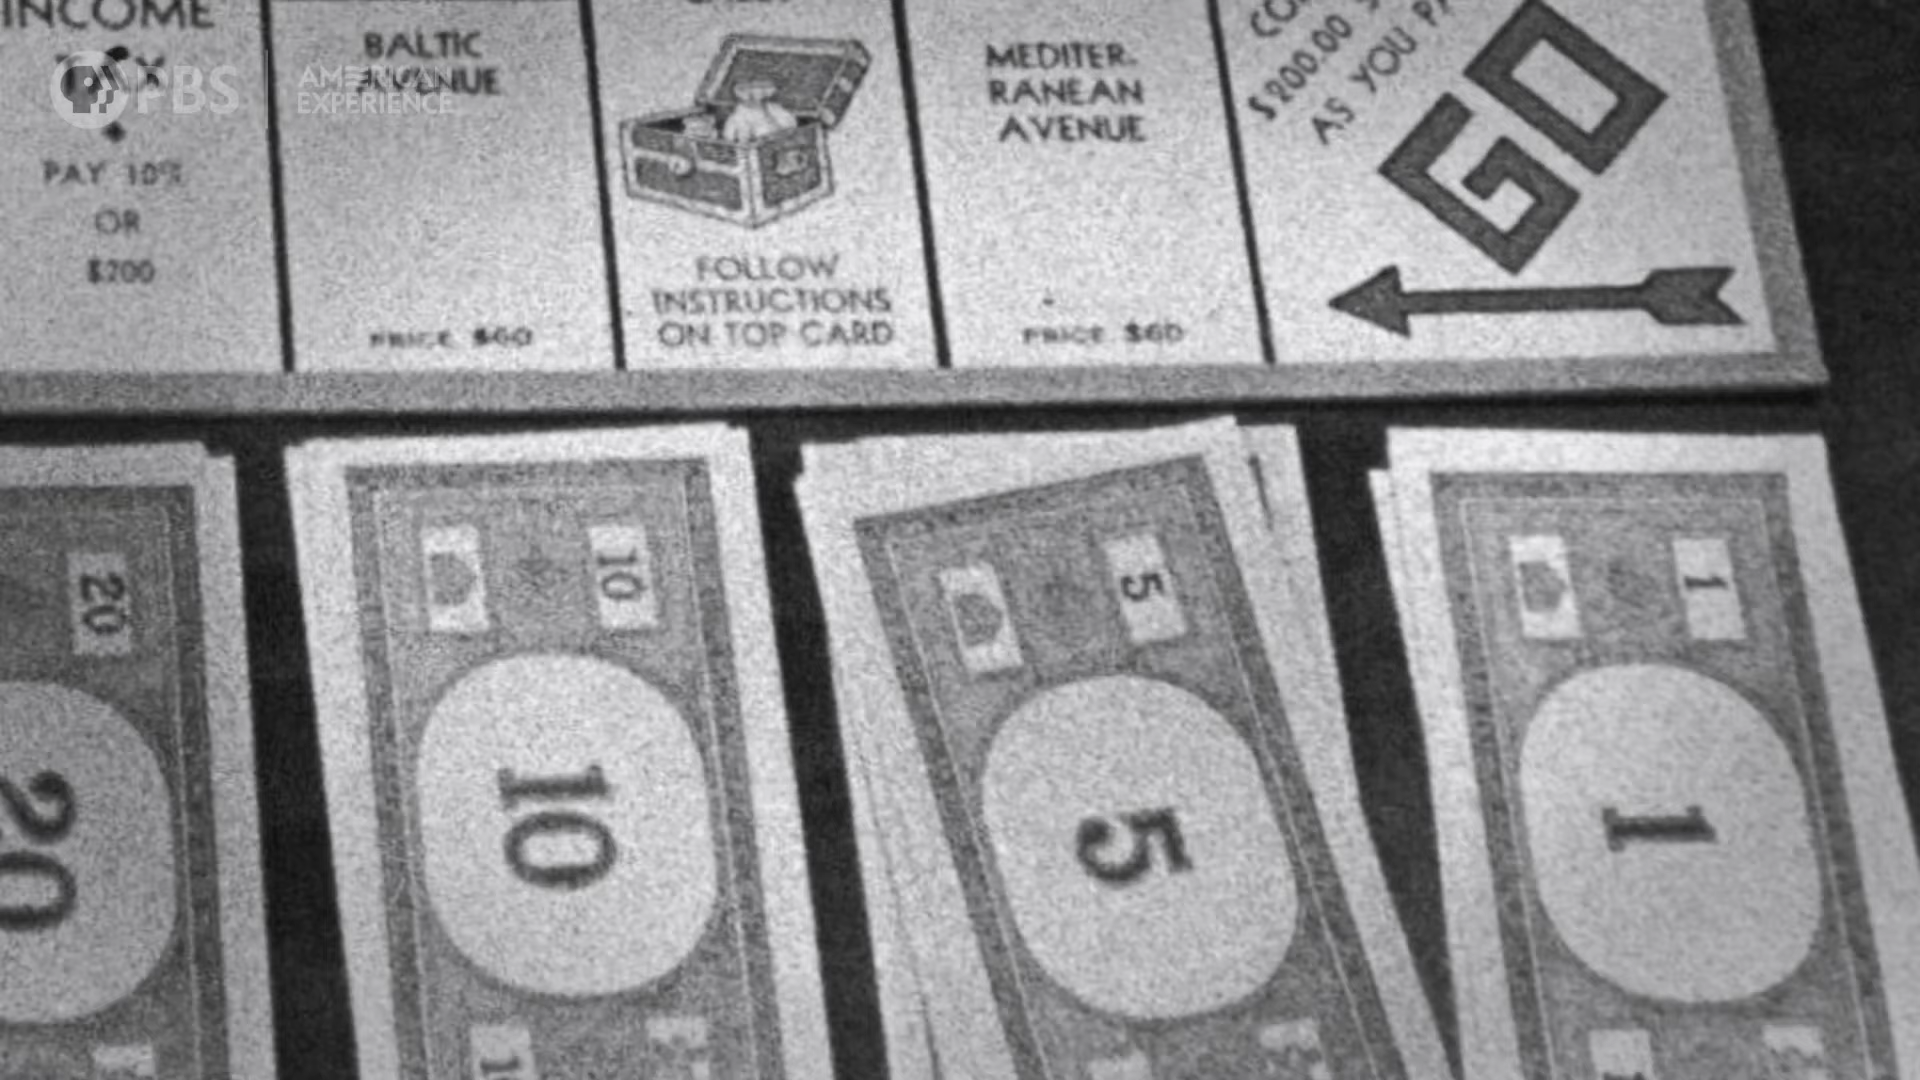 INCOME
TAX
PAY 10%
OR
$200
PBS
AMERICAN
EXPERIENCE
BALTIC
AVENUE
PRICE $60
FOLLOW
INSTRUCTIONS
ON TOP CARD
MEDITER-
RANEAN
AVENUE
PRICE $60
$200.00
AS YOU
GO
20
20
10
10
5
5
1
1